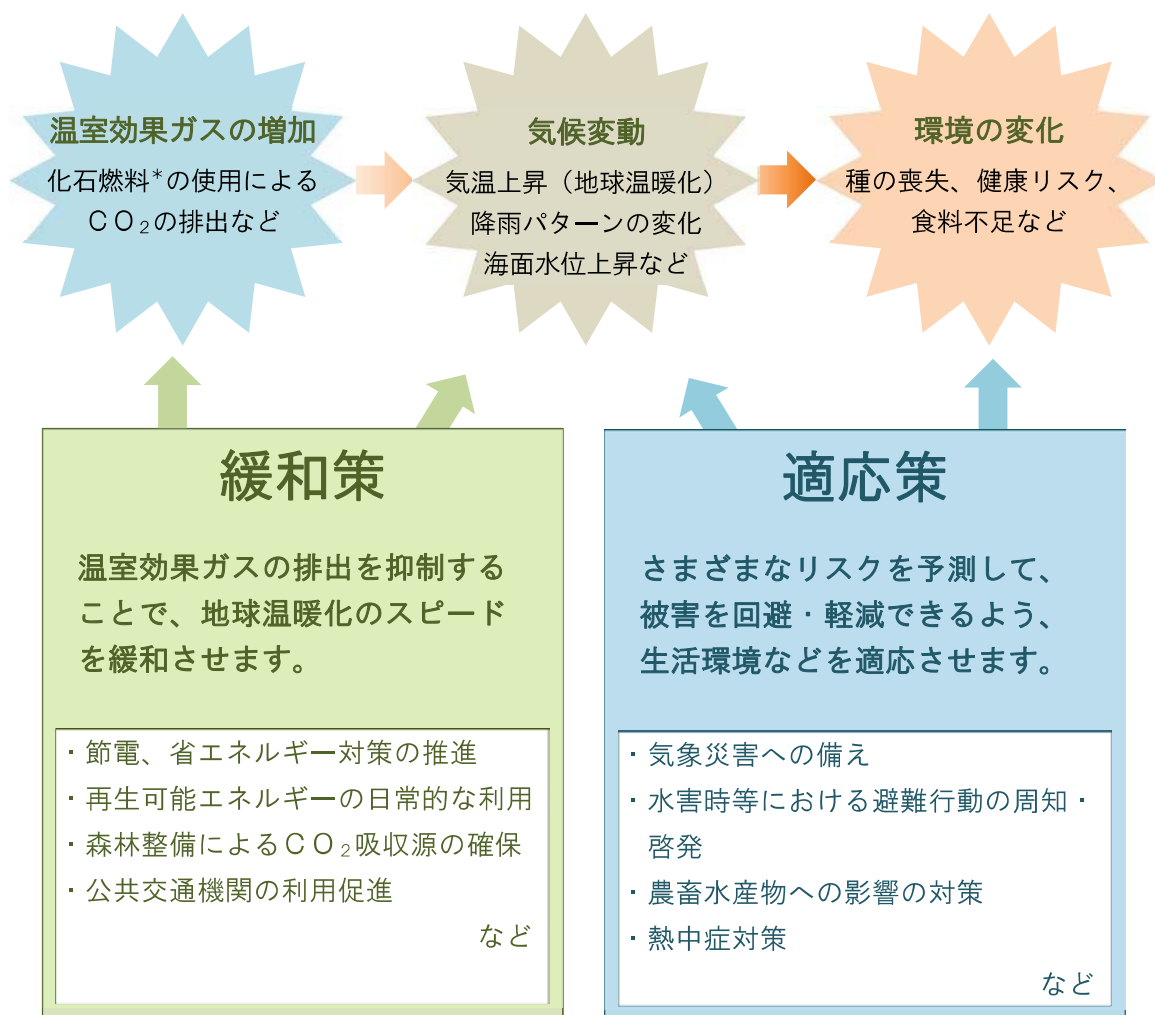 温室効果ガスの増加
化石燃料*の使用による
ＣＯ₂の排出など
気候変動
気温上昇（地球温暖化）
降雨パターンの変化
海面水位上昇など
環境の変化
種の喪失、健康リスク、
食料不足など
緩和策
温室効果ガスの排出を抑制する
ことで、地球温暖化のスピード
を緩和させます。
・節電、省エネルギー対策の推進
・再生可能エネルギーの日常的な利用
・森林整備によるＣＯ₂吸収源の確保
・公共交通機関の利用促進
など
適応策
さまざまなリスクを予測して、
被害を回避・軽減できるよう、
生活環境などを適応させます。
・気象災害への備え
・水害時等における避難行動の周知・
啓発
・農畜水産物への影響の対策
・熱中症対策
など